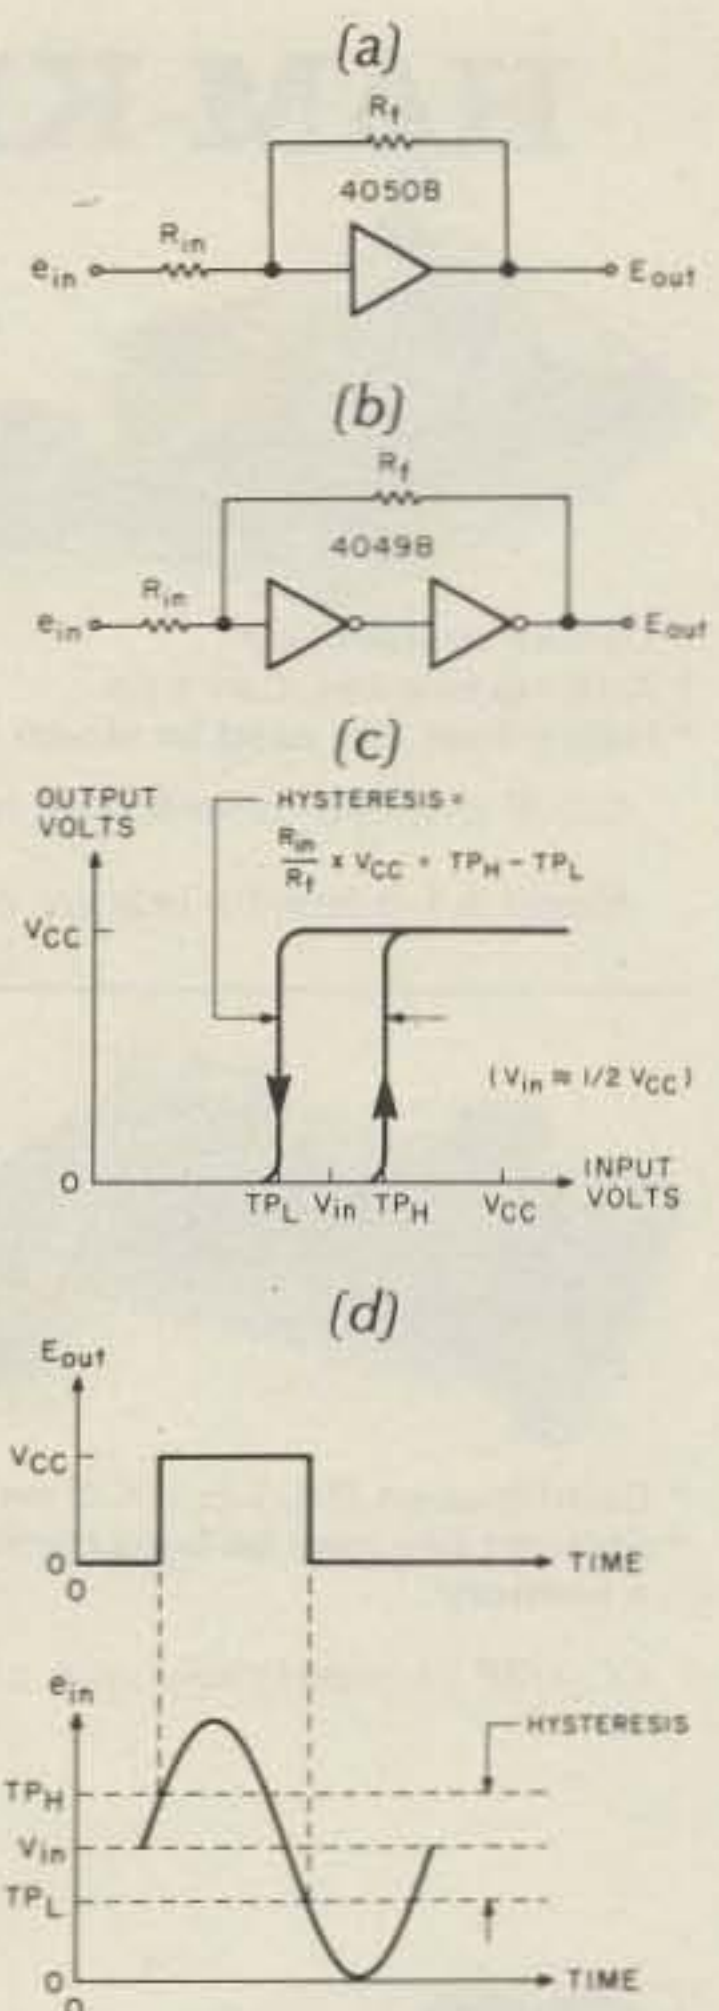 (a)
Rf
4050B
Rin
ein
Eout
(b)
Rf
4049B
Rin
ein
Eout
(c)
OUTPUT
VOLTS
HYSTERESIS =
Rin/Rf x VCC = TPH - TPL
VCC
(Vin ≈ 1/2 VCC)
0
INPUT
VOLTS
TPL Vin TPH VCC
(d)
Eout
VCC
0
TIME
0
ein
HYSTERESIS
TPH
Vin
TPL
0
TIME
0